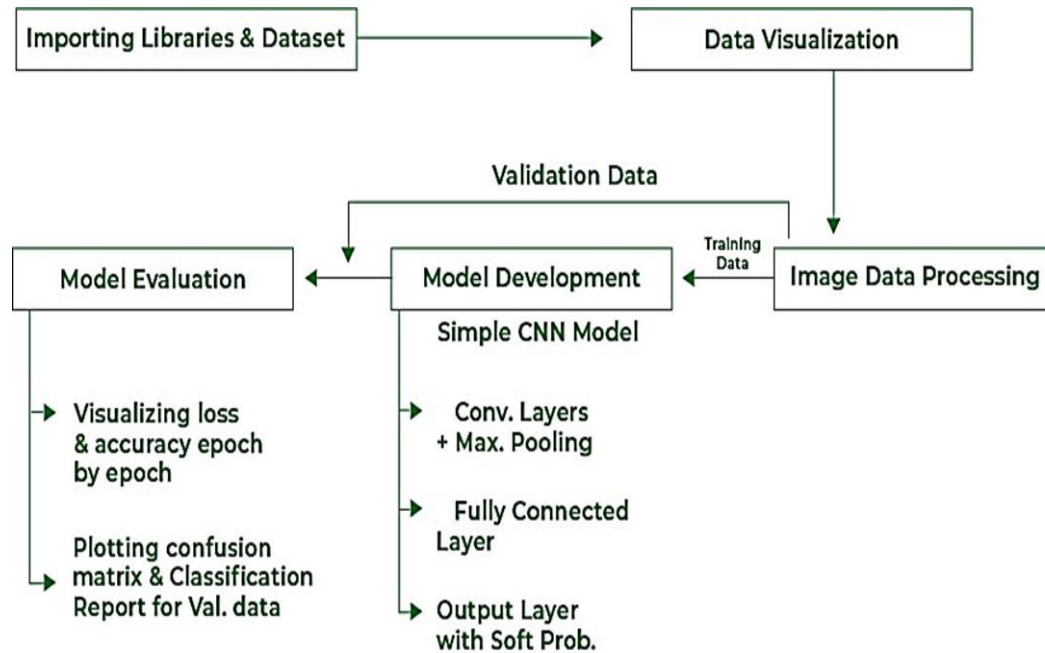 Importing Libraries & Dataset
Data Visualization
Validation Data
Model Evaluation
Model Development
Training
Data
Image Data Processing
Simple CNN Model
Visualizing loss
& accuracy epoch
by epoch
Plotting confusion
matrix & Classification
Report for Val. data
Conv. Layers
+ Max. Pooling
Fully Connected
Layer
Output Layer
with Soft Prob.